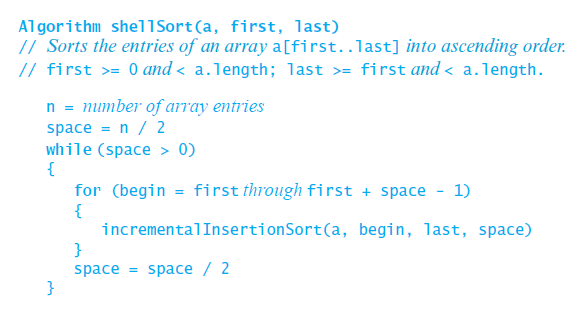 Algorithm shellSort(a, first, last)
// Sorts the entries of an array a[first..last] into ascending order.
// first >= 0 and < a.length; last >= first and < a.length.
n = number of array entries
space = n / 2
while (space > 0)
{
for (begin = first through first + space - 1)
{
incrementalInsertionSort(a, begin, last, space)
}
space = space / 2
}